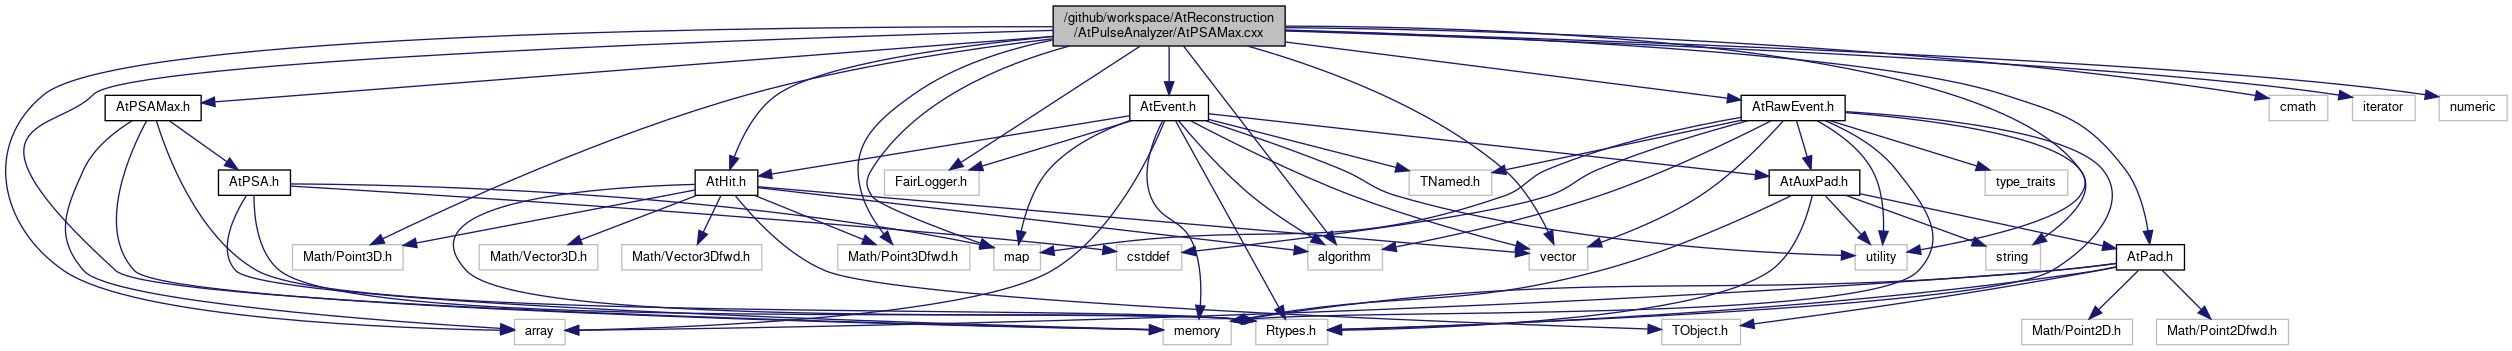 /github/workspace/AtReconstruction
/AtPulseAnalyzer/AtPSAMax.cxx
AtPSAMax.h
AtEvent.h
AtRawEvent.h
cmath
iterator
numeric
AtPSA.h
AtHit.h
FairLogger.h
TNamed.h
AtAuxPad.h
type_traits
Math/Point3D.h
Math/Vector3D.h
Math/Vector3Dfwd.h
Math/Point3Dfwd.h
map
cstddef
algorithm
vector
utility
string
AtPad.h
array
memory
Rtypes.h
TObject.h
Math/Point2D.h
Math/Point2Dfwd.h